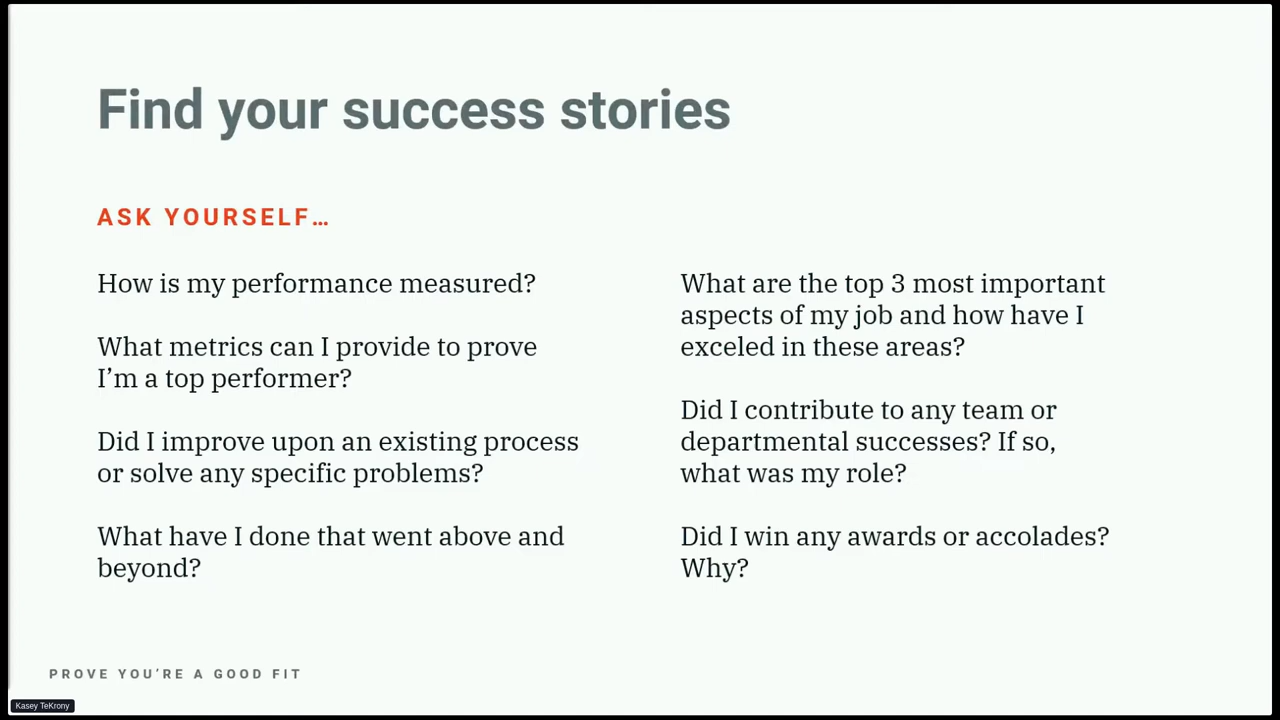 Find your success stories
ASK YOURSELF…
How is my performance measured?
What metrics can I provide to prove
I’m a top performer?
Did I improve upon an existing process
or solve any specific problems?
What have I done that went above and
beyond?
What are the top 3 most important
aspects of my job and how have I
exceled in these areas?
Did I contribute to any team or
departmental successes? If so,
what was my role?
Did I win any awards or accolades?
Why?
PROVE YOU’RE A GOOD FIT
Kasey TeKrony